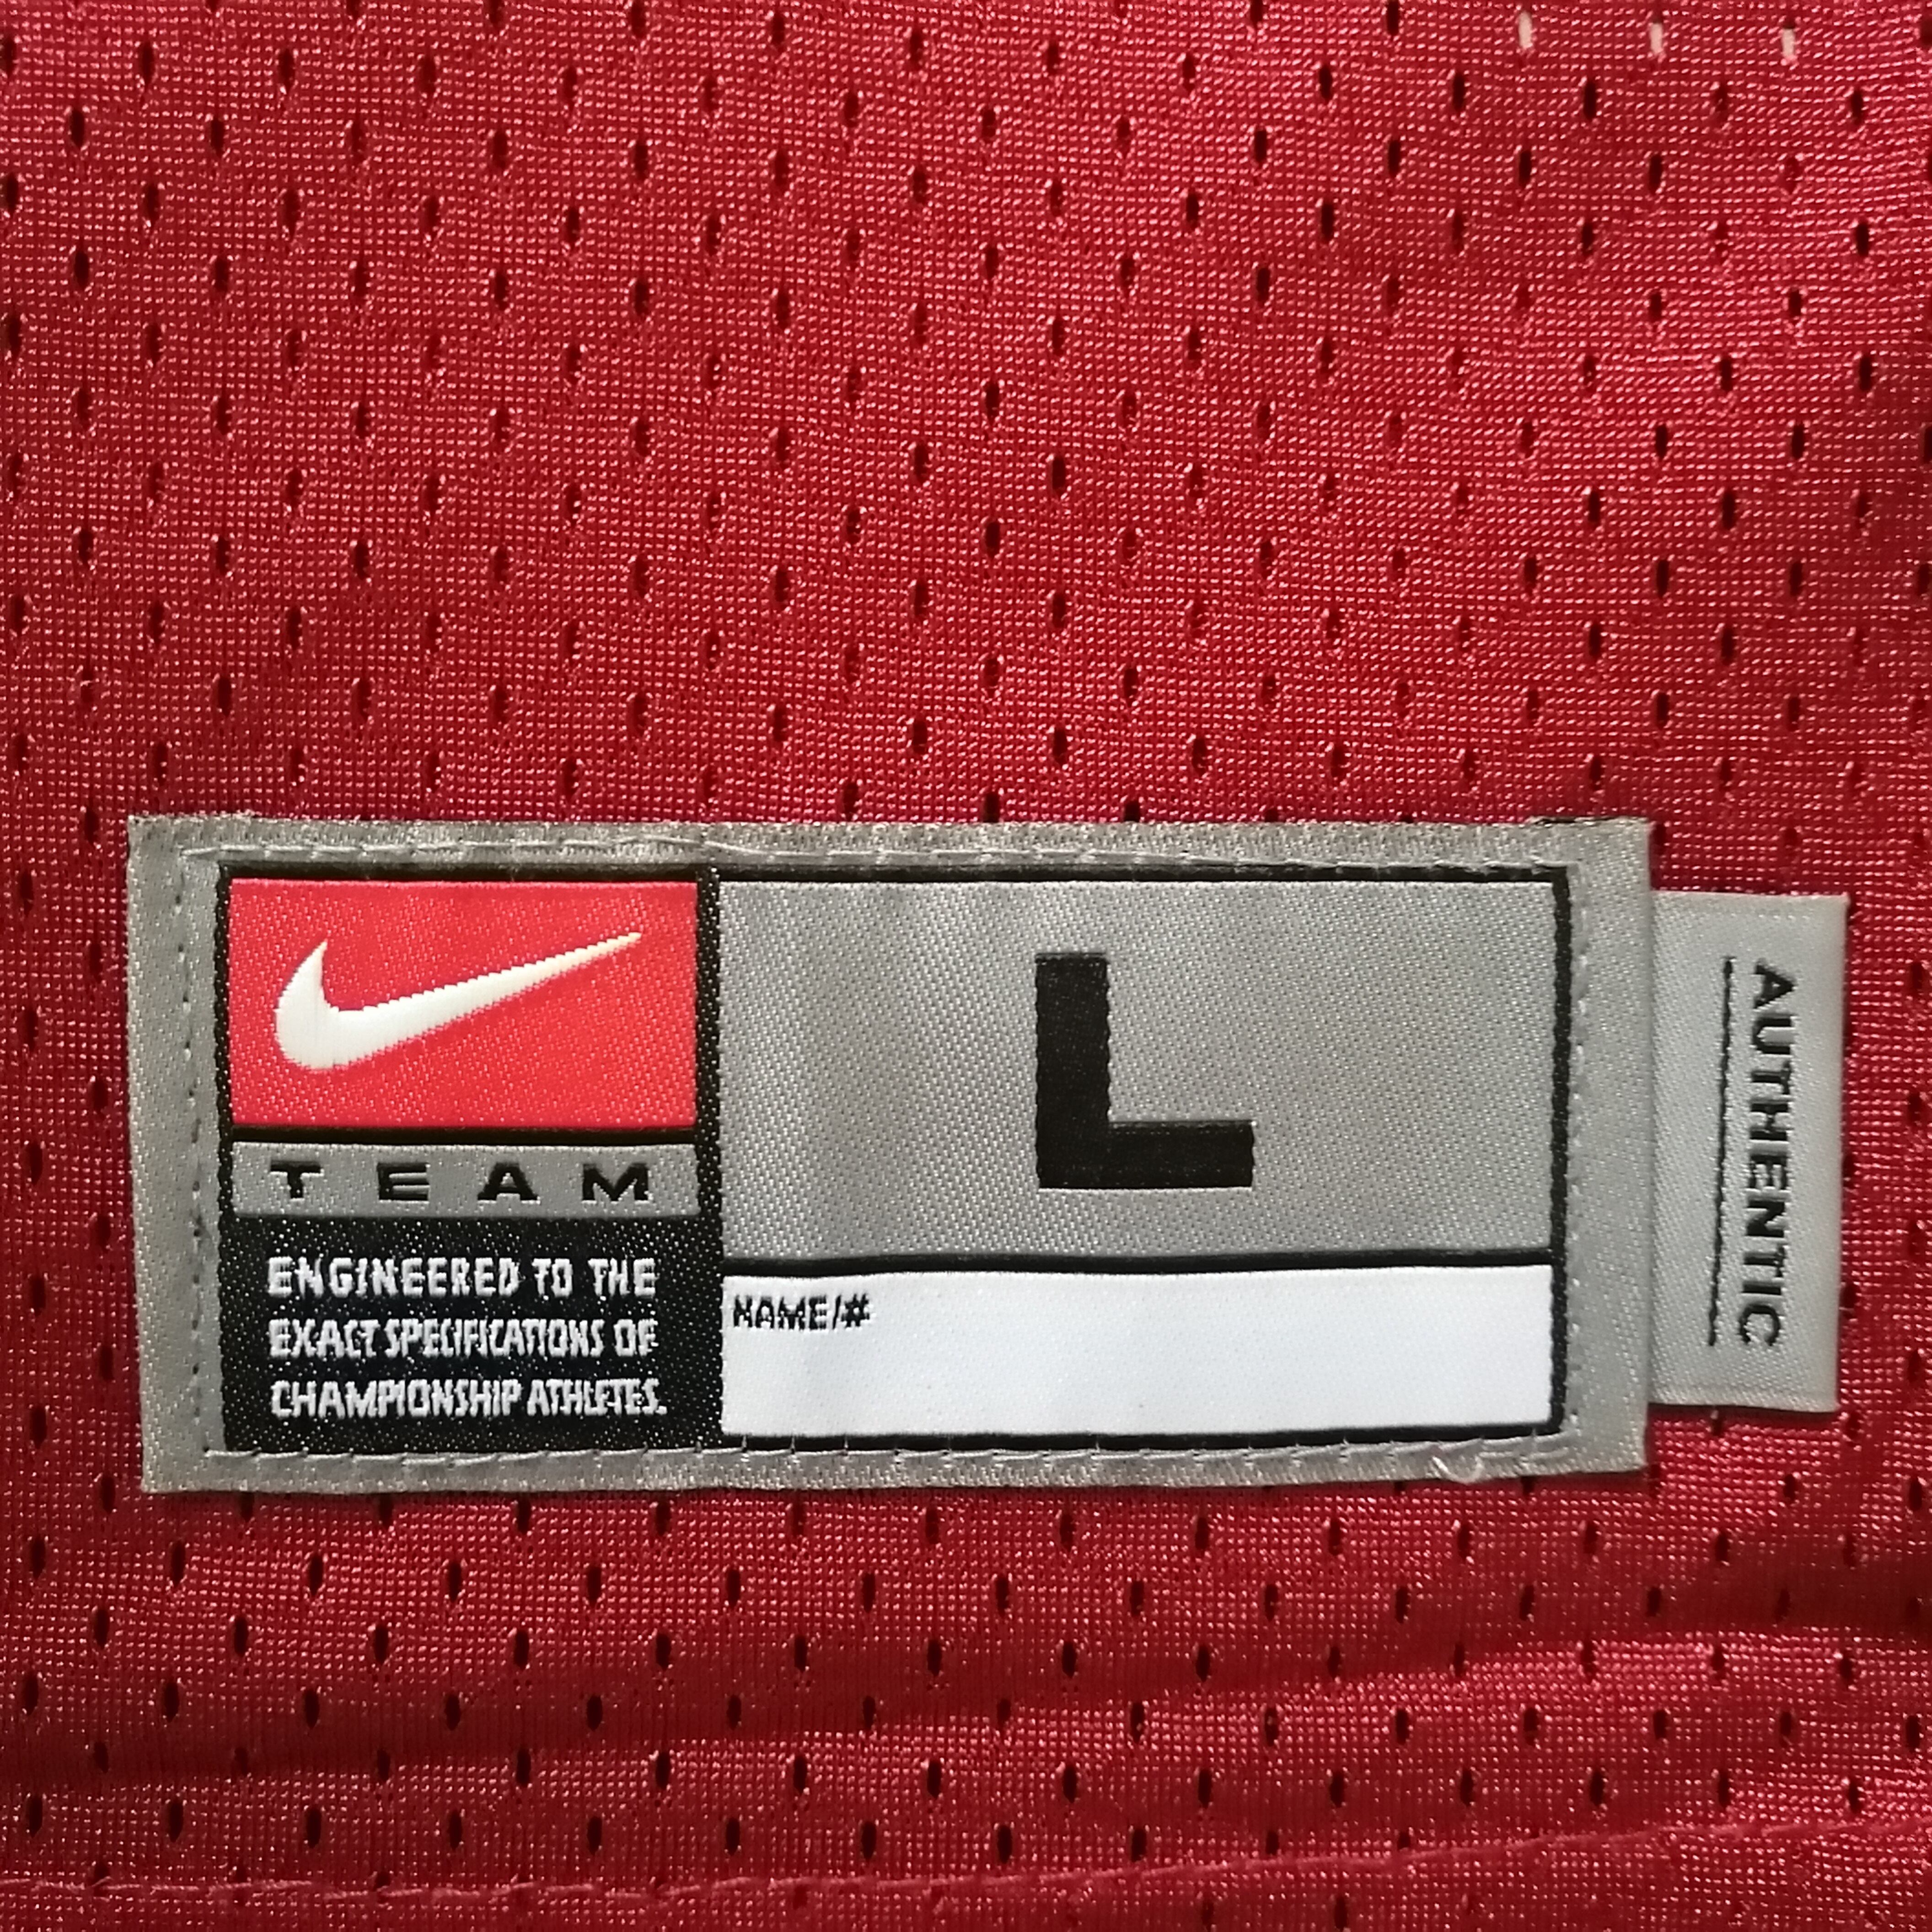 TEAM
ENGINEERED TO THE
EXACT SPECIFICATIONS OF
CHAMPIONSHIP ATHLETES.
L
NAME/#
AUTHENTIC